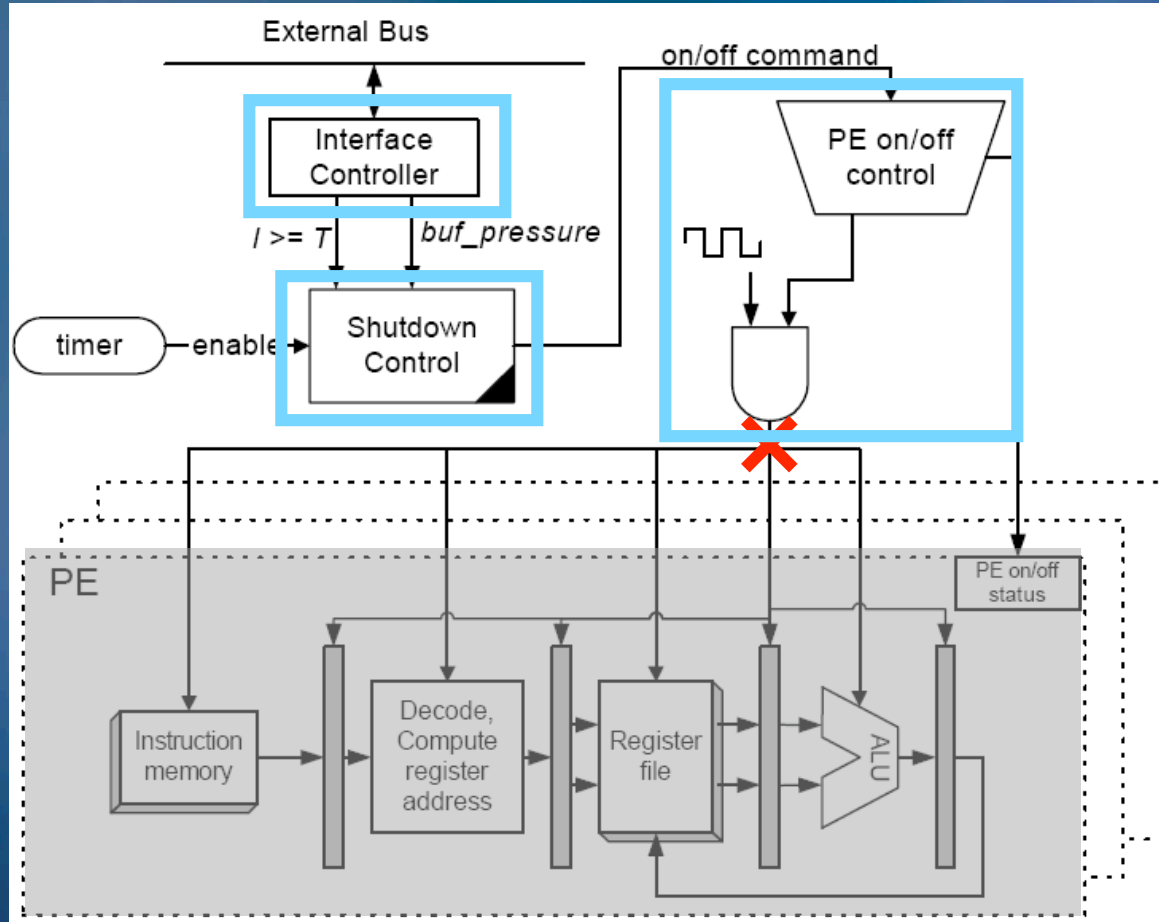 External Bus
on/off command
Interface
Controller
PE on/off
control
l >= T
buf_pressure
timer
enable
Shutdown
Control
PE
PE on/off
status
Instruction
memory
Decode,
Compute
register
address
Register
file
ALU